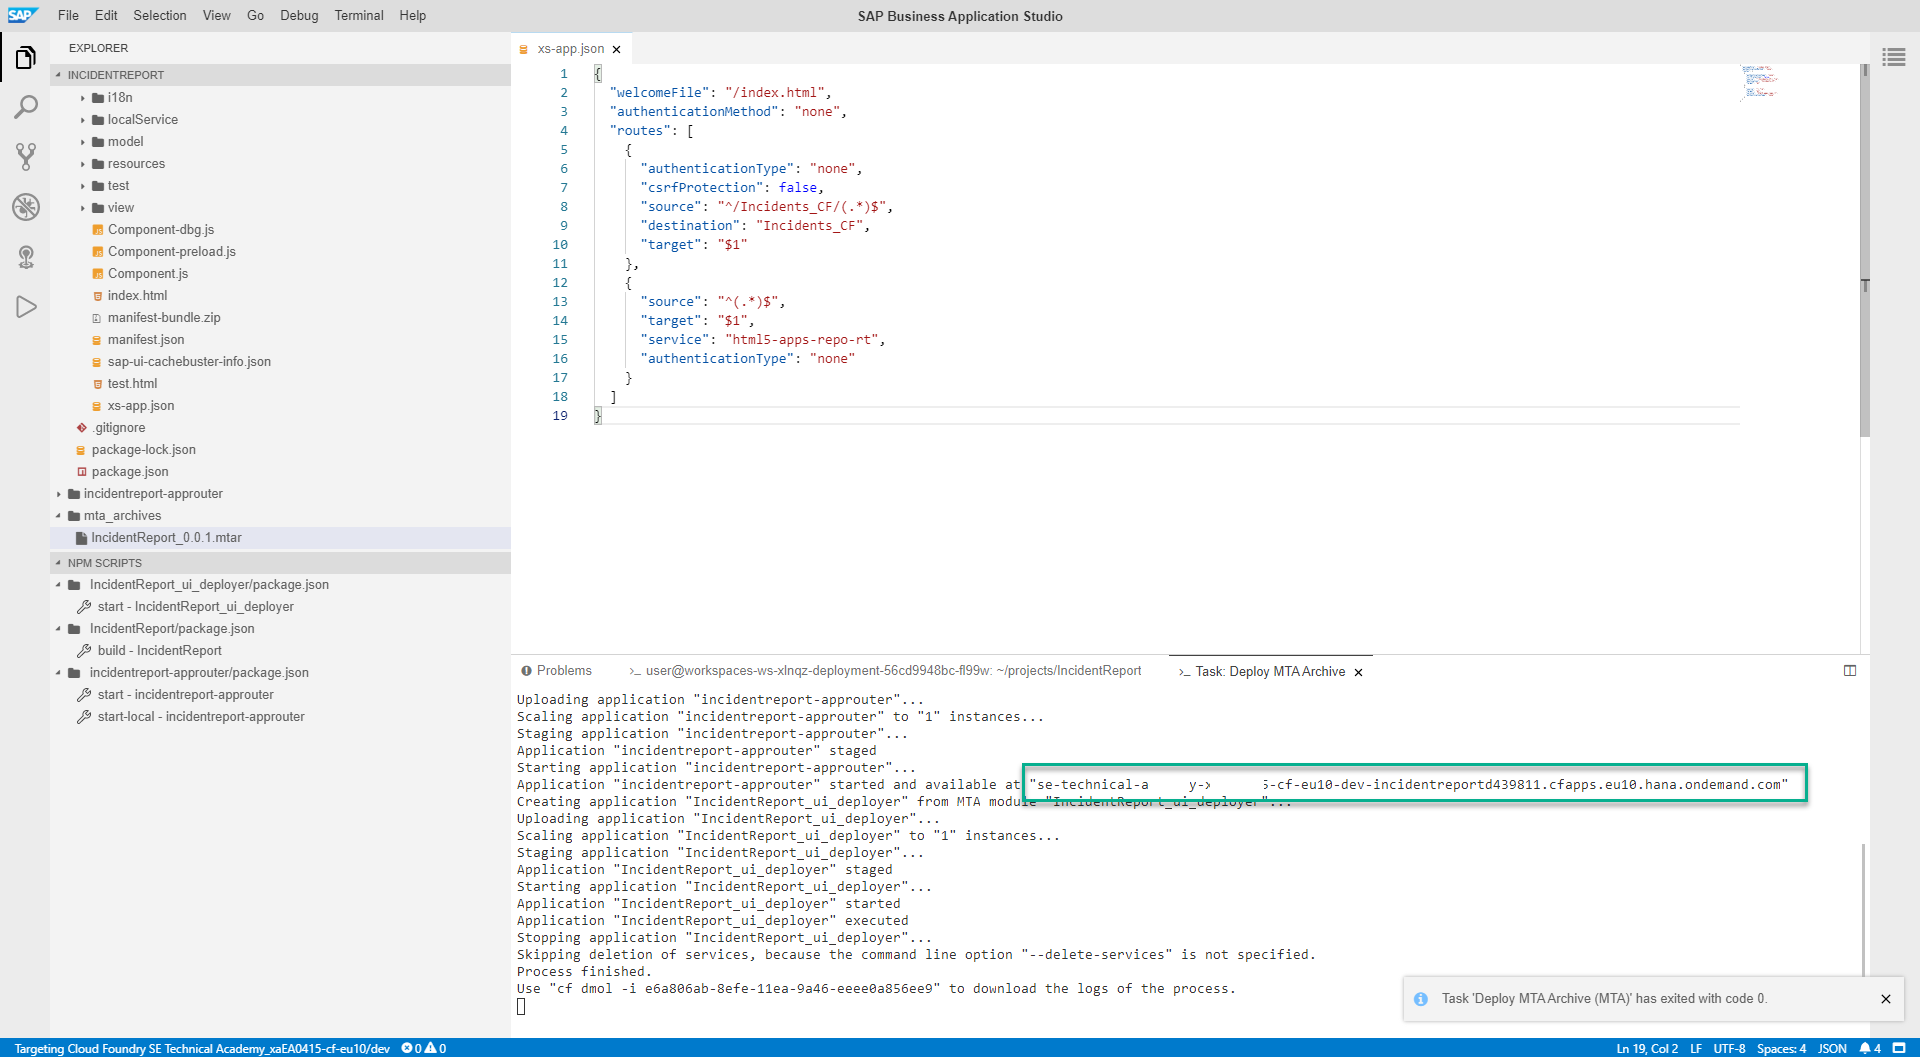 SAP File Edit Selection View Go Debug Terminal Help SAP Business Application Studio
EXPLORER
INCIDENTREPORT
i18n
localService
model
resources
test
view
Component-dbg.js
Component-preload.js
Component.js
index.html
manifest-bundle.zip
manifest.json
sap-ui-cachebuster-info.json
test.html
xs-app.json
.gitignore
package-lock.json
package.json
incidentreport-approuter
mta_archives
IncidentReport_0.0.1.mtar
NPM SCRIPTS
IncidentReport_ui_deployer/package.json
start - IncidentReport_ui_deployer
IncidentReport/package.json
build - IncidentReport
incidentreport-approuter/package.json
start - incidentreport-approuter
start-local - incidentreport-approuter
xs-app.json ×
1 {
2 "welcomeFile": "/index.html",
3 "authenticationMethod": "none",
4 "routes": [
5 {
6 "authenticationType": "none",
7 "csrfProtection": false,
8 "source": "^/Incidents_CF/(.*)$",
9 "destination": "Incidents_CF",
10 "target": "$1"
11 },
12 {
13 "source": "^(.*)$",
14 "target": "$1",
15 "service": "html5-apps-repo-rt",
16 "authenticationType": "none"
17 }
18 ]
19 }
Problems >_ user@workspaces-ws-xlnqz-deployment-56cd9948bc-fl99w: ~/projects/IncidentReport >_ Task: Deploy MTA Archive ×
Uploading application "incidentreport-approuter"...
Scaling application "incidentreport-approuter" to "1" instances...
Staging application "incidentreport-approuter"...
Application "incidentreport-approuter" staged
Starting application "incidentreport-approuter"...
Application "incidentreport-approuter" started and available at "se-technical-a y-> -cf-eu10-dev-incidentreportd439811.cfapps.eu10.hana.ondemand.com"
Creating application "IncidentReport_ui_deployer" from MTA module "IncidentReport_ui_deployer"...
Uploading application "IncidentReport_ui_deployer"...
Scaling application "IncidentReport_ui_deployer" to "1" instances...
Staging application "IncidentReport_ui_deployer"...
Application "IncidentReport_ui_deployer" staged
Starting application "IncidentReport_ui_deployer"...
Application "IncidentReport_ui_deployer" started
Application "IncidentReport_ui_deployer" executed
Stopping application "IncidentReport_ui_deployer"...
Skipping deletion of services, because the command line option "--delete-services" is not specified.
Process finished.
Use "cf dmol -i e6a806ab-8efe-11ea-9a46-eeee0a856ee9" to download the logs of the process.
Task 'Deploy MTA Archive (MTA)' has exited with code 0. ×
Targeting Cloud Foundry SE Technical Academy_xaEA0415-cf-eu10/dev 0 0 Ln 19, Col 2 LF UTF-8 Spaces: 4 JSON 4